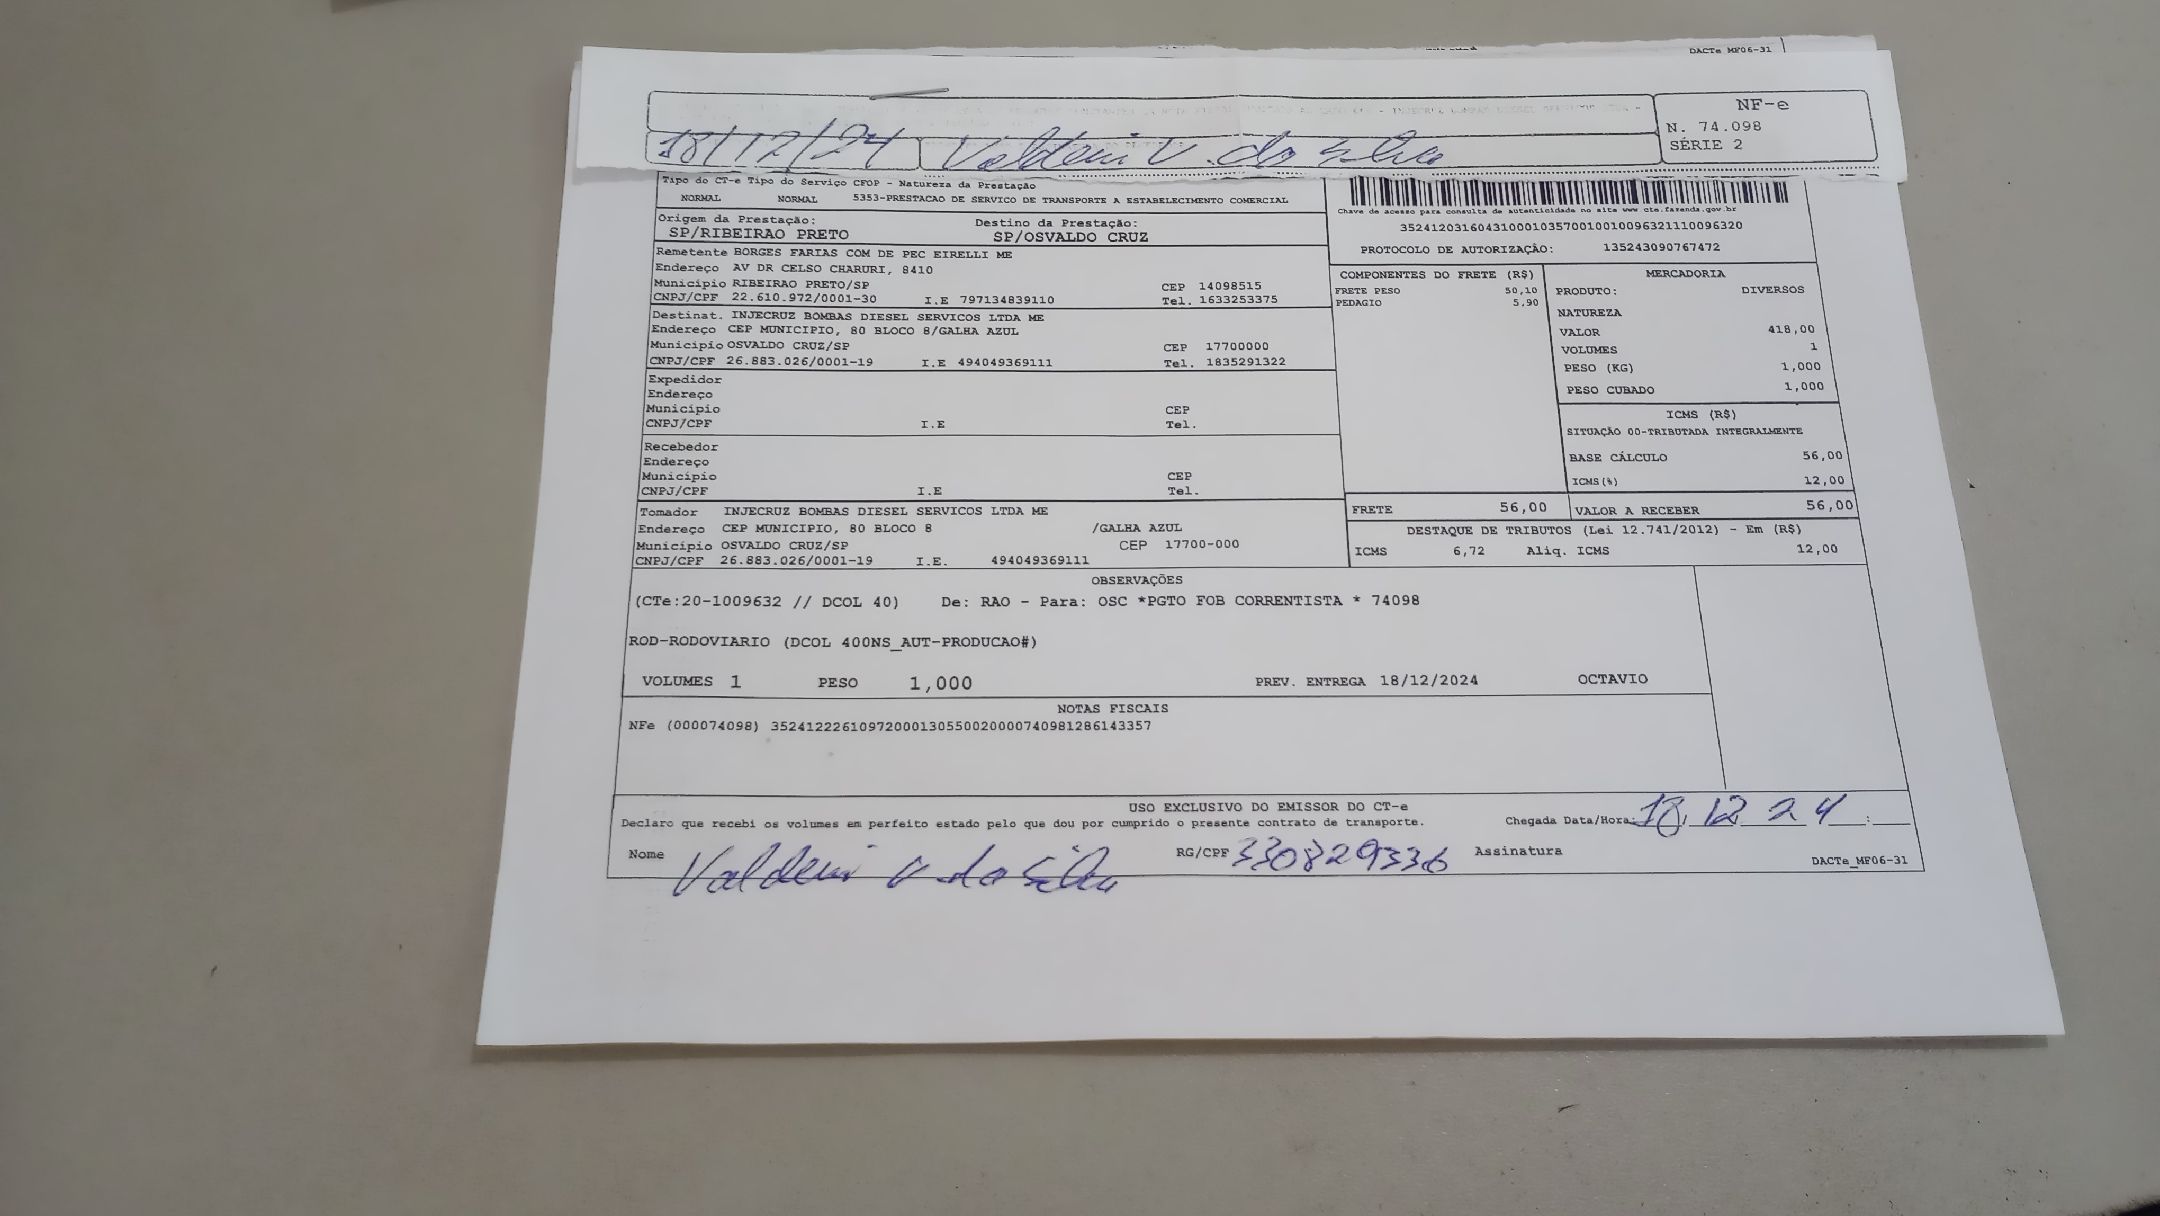 DACTe MF06-31
NF-e
N. 74.098
SÉRIE 2
18/12/24 Valdeni V. da Silva
Tipo do CT-e Tipo do Serviço CFOP - Natureza da Prestação
NORMAL NORMAL 5353-PRESTACAO DE SERVICO DE TRANSPORTE A ESTABELECIMENTO COMERCIAL
Chave de acesso para consulta de autenticidade no site www cte.fazenda.gov.br
35241203160431000103570010010096321110096320
PROTOCOLO DE AUTORIZAÇÃO: 135243090767472
Origem da Prestação: Destino da Prestação:
SP/RIBEIRAO PRETO SP/OSVALDO CRUZ
Remetente BORGES FARIAS COM DE PEC EIRELLI ME
Endereço AV DR CELSO CHARURI, 8410
Município RIBEIRAO PRETO/SP CEP 14098515
CNPJ/CPF 22.610.972/0001-30 I.E 797134839110 Tel. 1633253375
Destinat. INJECRUZ BOMBAS DIESEL SERVICOS LTDA ME
Endereço CEP MUNICIPIO, 80 BLOCO 8/GALHA AZUL
Município OSVALDO CRUZ/SP CEP 17700000
CNPJ/CPF 26.883.026/0001-19 I.E 494049369111 Tel. 1835291322
Expedidor
Endereço
Município CEP
CNPJ/CPF I.E Tel.
Recebedor
Endereço
Município CEP
CNPJ/CPF I.E Tel.
Tomador INJECRUZ BOMBAS DIESEL SERVICOS LTDA ME
Endereço CEP MUNICIPIO, 80 BLOCO 8 /GALHA AZUL
Município OSVALDO CRUZ/SP CEP 17700-000
CNPJ/CPF 26.883.026/0001-19 I.E. 494049369111
COMPONENTES DO FRETE (R$)
FRETE PESO 50,10
PEDAGIO 5,90
MERCADORIA
PRODUTO: DIVERSOS
NATUREZA
VALOR 418,00
VOLUMES 1
PESO (KG) 1,000
PESO CUBADO 1,000
ICMS (R$)
SITUAÇÃO 00-TRIBUTADA INTEGRALMENTE
BASE CÁLCULO 56,00
ICMS(%) 12,00
FRETE 56,00 VALOR A RECEBER 56,00
DESTAQUE DE TRIBUTOS (Lei 12.741/2012) - Em (R$)
ICMS 6,72 Aliq. ICMS 12,00
OBSERVAÇÕES
(CTe:20-1009632 // DCOL 40) De: RAO - Para: OSC *PGTO FOB CORRENTISTA * 74098
ROD-RODOVIARIO (DCOL 400NS_AUT-PRODUCAO#)
VOLUMES 1 PESO 1,000 PREV. ENTREGA 18/12/2024 OCTAVIO
NOTAS FISCAIS
NFe (000074098) 35241222610972000130550020000740981286143357
USO EXCLUSIVO DO EMISSOR DO CT-e
Declaro que recebi os volumes em perfeito estado pelo que dou por cumprido o presente contrato de transporte. Chegada Data/Hora: 18 12 24 :
Nome Valdeni V da Silva RG/CPF 330829336 Assinatura
DACTe_MF06-31